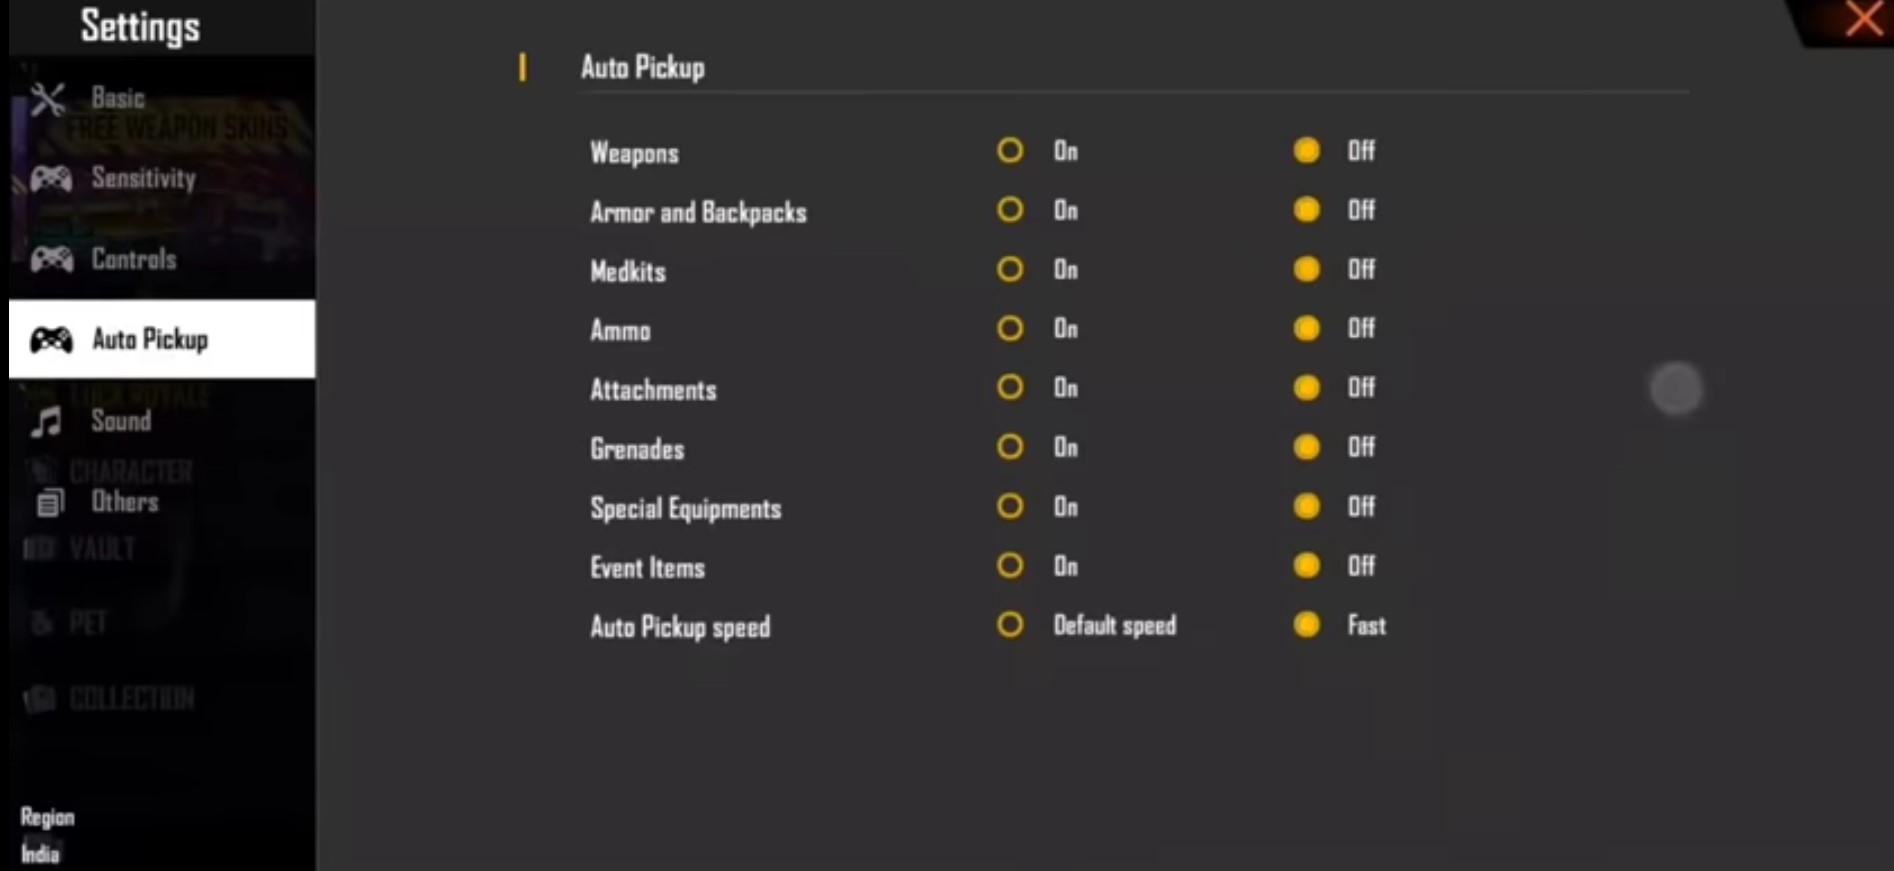 Settings
Basic
FREE WEAPON SKINS
Sensitivity
Controls
Auto Pickup
LUCK ROYALE
Sound
CHARACTER
Others
VAULT
PET
COLLECTION
Region
India
Auto Pickup
Weapons On Off
Armor and Backpacks On Off
Medkits On Off
Ammo On Off
Attachments On Off
Grenades On Off
Special Equipments On Off
Event Items On Off
Auto Pickup speed Default speed Fast